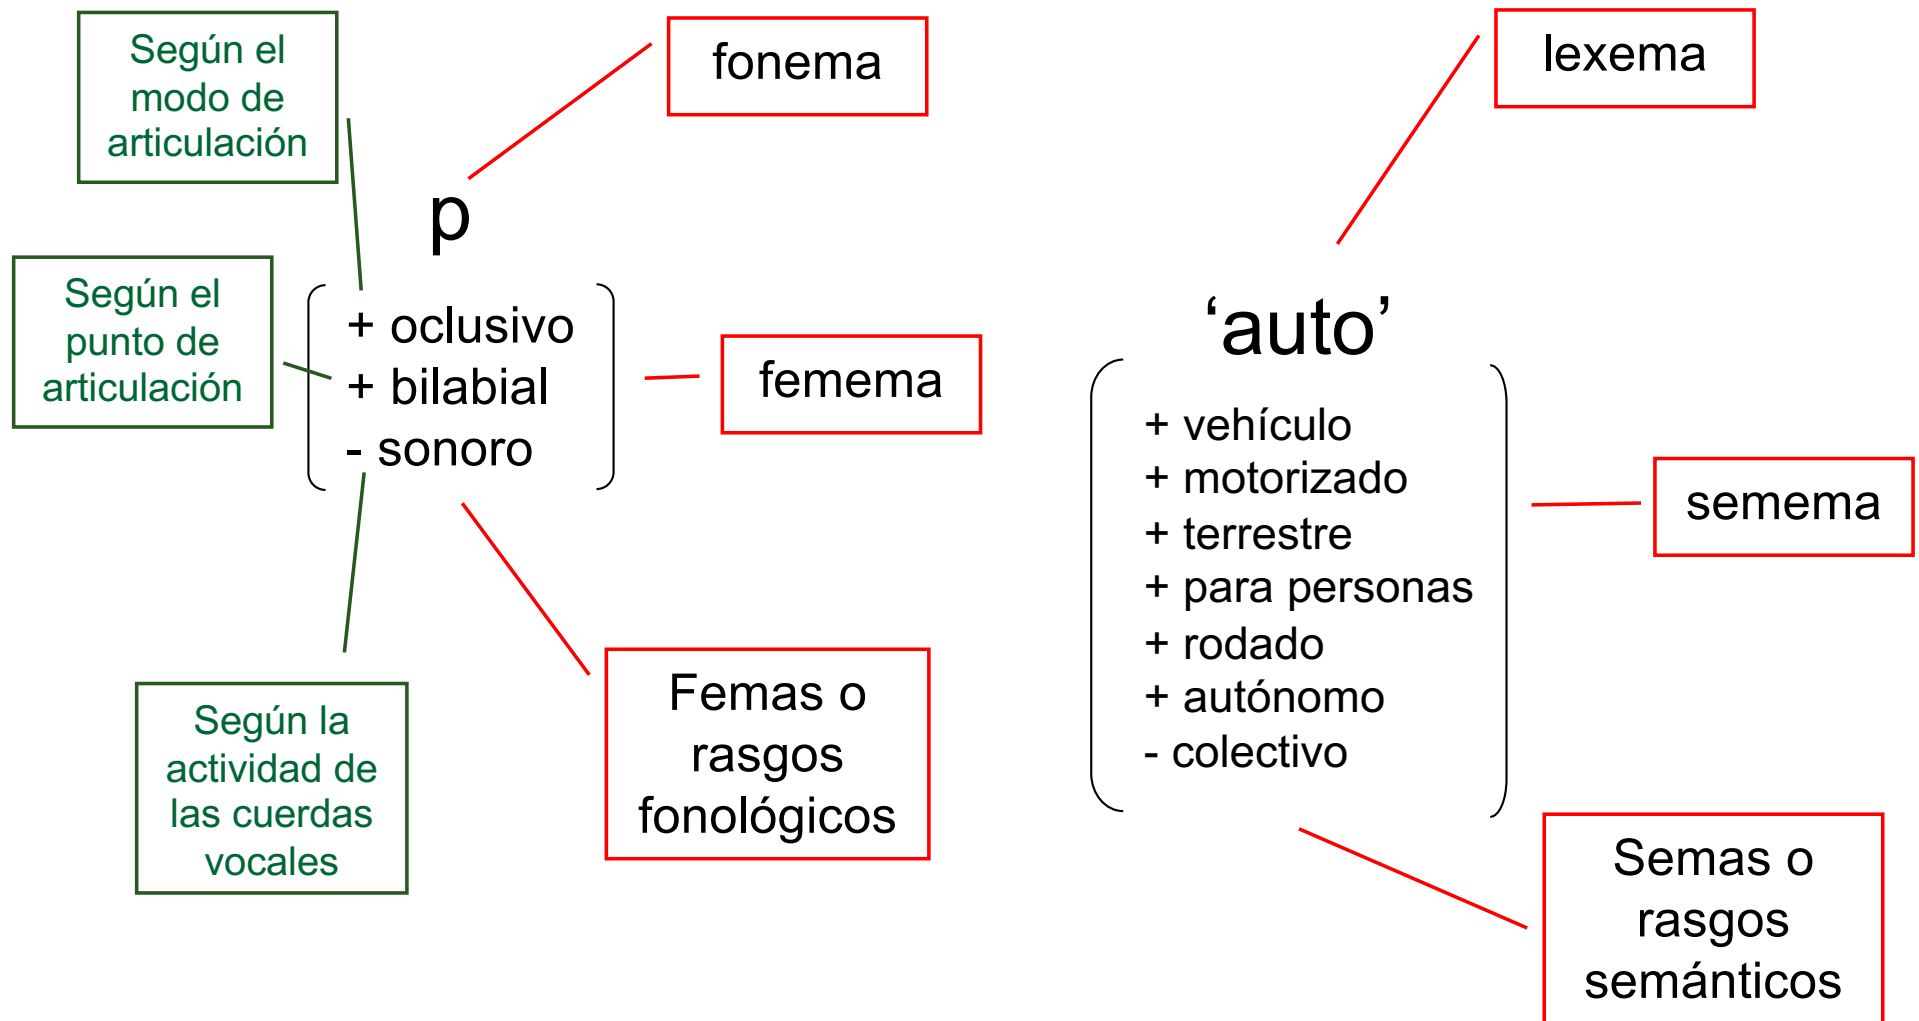 Según el
modo de
articulación
fonema
p
Según el
punto de
articulación
+ oclusivo
+ bilabial
- sonoro
femema
Según la
actividad de
las cuerdas
vocales
Femas o
rasgos
fonológicos
lexema
‘auto’
+ vehículo
+ motorizado
+ terrestre
+ para personas
+ rodado
+ autónomo
- colectivo
semema
Semas o
rasgos
semánticos